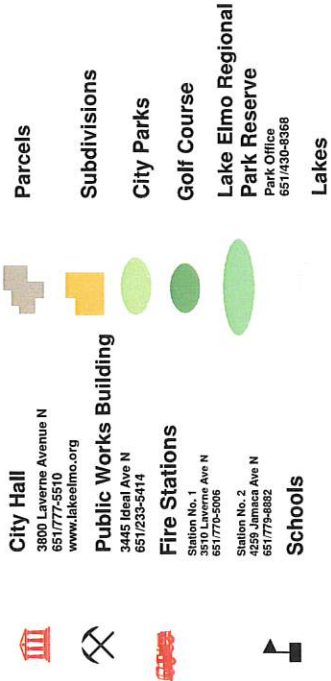 City Hall
3800 Laverne Avenue N
651/777-5510
www.lakeelmo.org
Public Works Building
3445 Ideal Ave N
651/233-5414
Fire Stations
Station No. 1
3510 Laverne Ave N
651/770-5006
Station No. 2
4259 Jamaca Ave N
651/779-8882
Schools
Parcels
Subdivisions
City Parks
Golf Course
Lake Elmo Regional
Park Reserve
Park Office
651/430-8368
Lakes